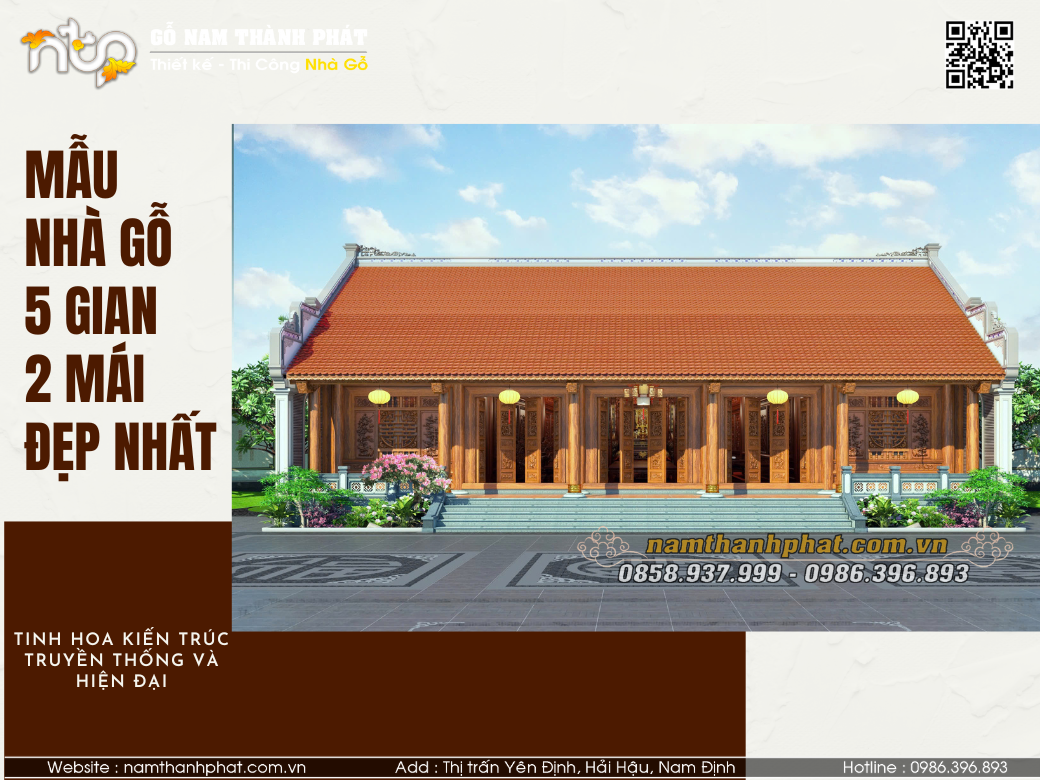 ntp
GỖ NAM THÀNH PHÁT
Thiết kế - Thi Công Nhà Gỗ
MẪU
NHÀ GỖ
5 GIAN
2 MÁI
ĐẸP NHẤT
namthanhphat.com.vn
0858.937.999 - 0986.396.893
TINH HOA KIẾN TRÚC
TRUYỀN THỐNG VÀ
HIỆN ĐẠI
Website : namthanhphat.com.vn
Add : Thị trấn Yên Định, Hải Hậu, Nam Định
Hotline : 0986.396.893